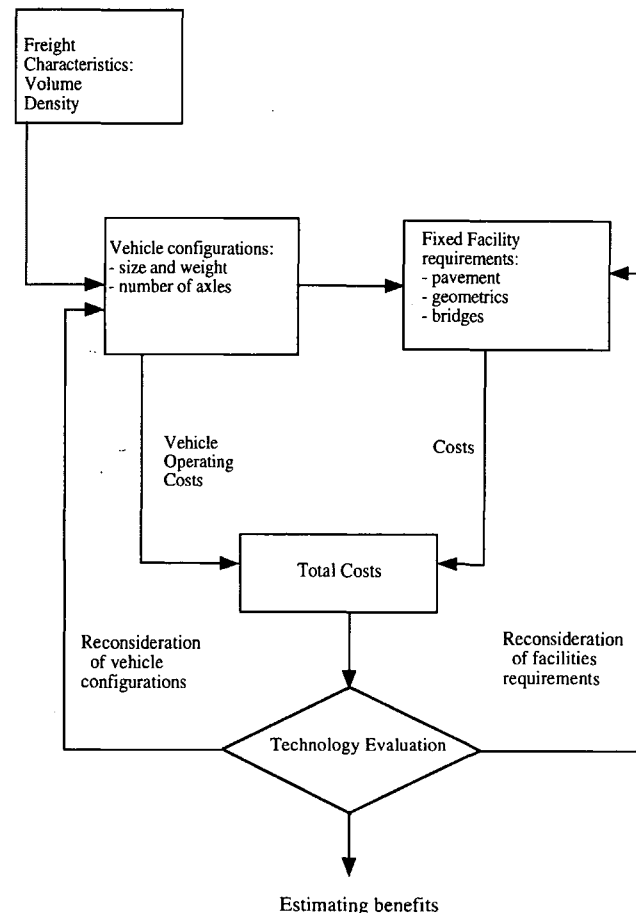 Freight
Characteristics:
Volume
Density
Vehicle configurations:
- size and weight
- number of axles
Fixed Facility
requirements:
- pavement
- geometrics
- bridges
Vehicle
Operating
Costs
Costs
Total Costs
Reconsideration
of vehicle
configurations
Reconsideration
of facilities
requirements
Technology Evaluation
Estimating benefits